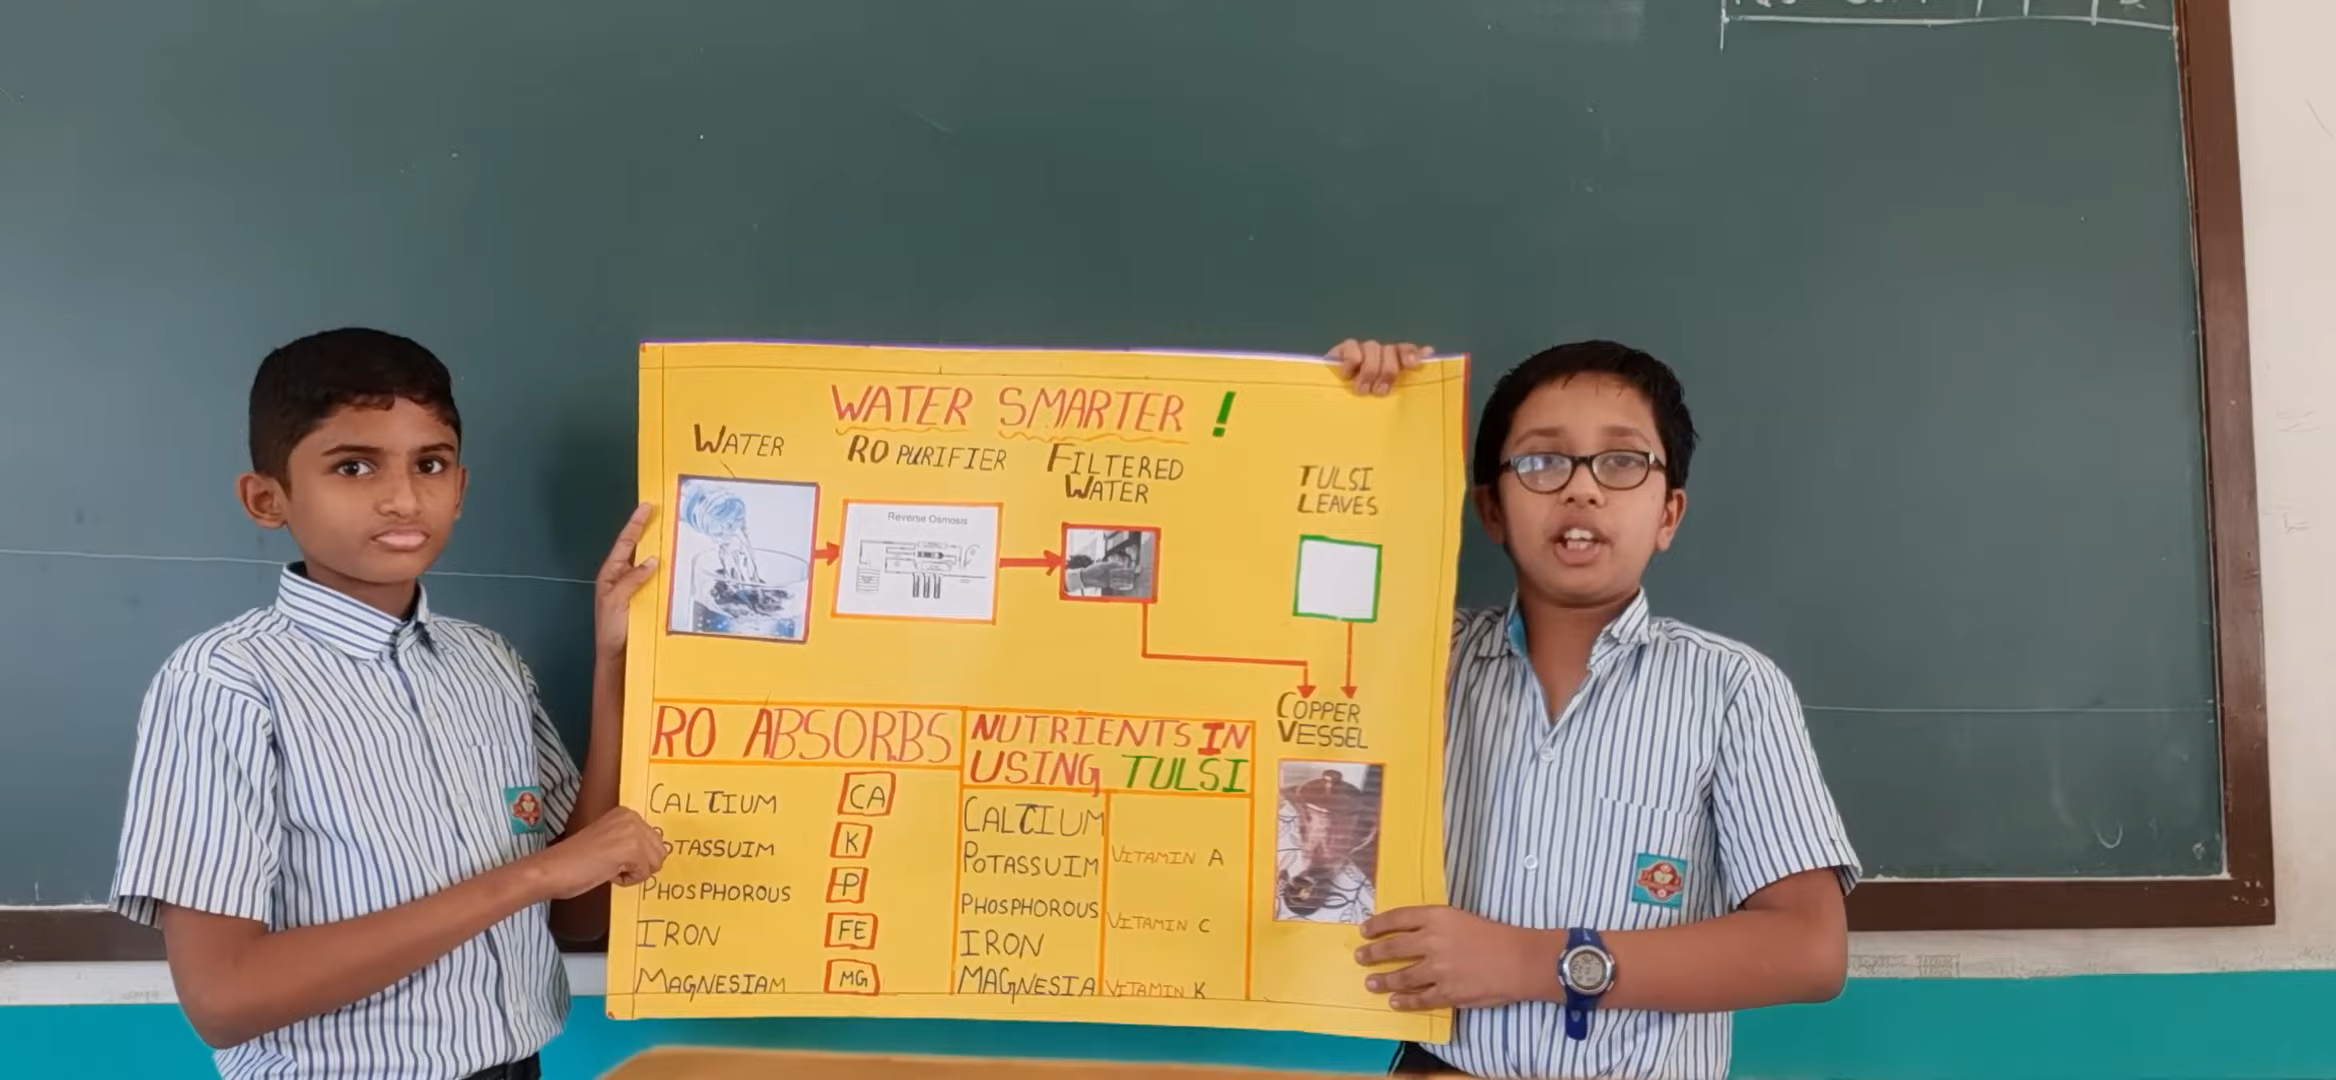 WATER SMARTER !
WATER
RO PURIFIER
FILTERED
WATER
TULSI
LEAVES
Reverse Osmosis
COPPER
VESSEL
RO ABSORBS
CALTIUM CA
POTASSUIM K
PHOSPHOROUS P
IRON FE
MAGNESIAM MG
NUTRIENTS IN
USING TULSI
CALCIUM
POTASSUIM
PHOSPHOROUS
IRON
MAGNESIA
VITAMIN A
VITAMIN C
VITAMIN K